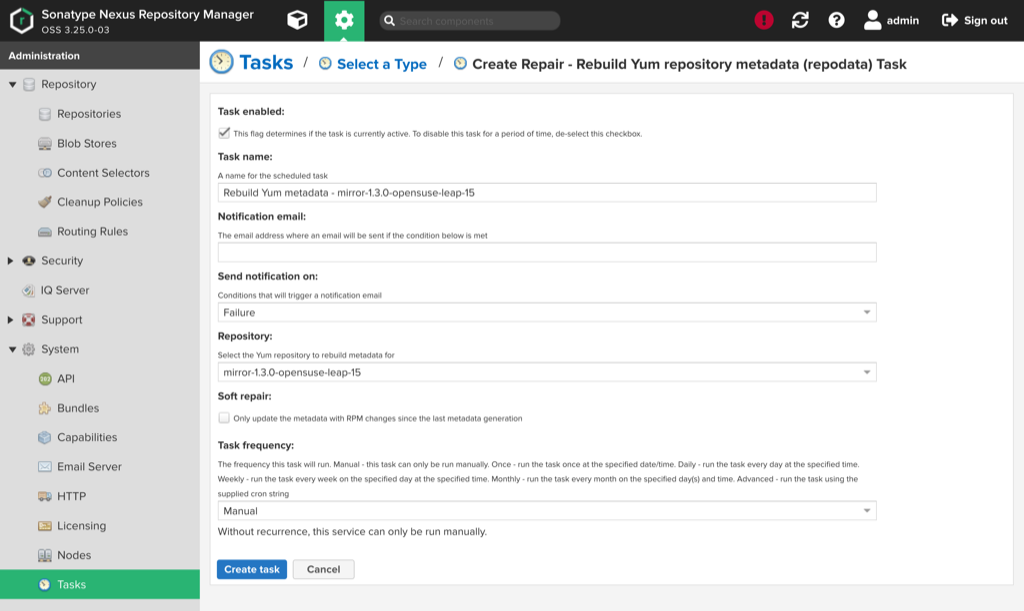 Sonatype Nexus Repository Manager
OSS 3.25.0-03
Search components
admin
Sign out
Administration
Repository
Repositories
Blob Stores
Content Selectors
Cleanup Policies
Routing Rules
Security
IQ Server
Support
System
API
Bundles
Capabilities
Email Server
HTTP
Licensing
Nodes
Tasks
Tasks / Select a Type / Create Repair - Rebuild Yum repository metadata (repodata) Task
Task enabled:
This flag determines if the task is currently active. To disable this task for a period of time, de-select this checkbox.
Task name:
A name for the scheduled task
Rebuild Yum metadata - mirror-1.3.0-opensuse-leap-15
Notification email:
The email address where an email will be sent if the condition below is met
Send notification on:
Conditions that will trigger a notification email
Failure
Repository:
Select the Yum repository to rebuild metadata for
mirror-1.3.0-opensuse-leap-15
Soft repair:
Only update the metadata with RPM changes since the last metadata generation
Task frequency:
The frequency this task will run. Manual - this task can only be run manually. Once - run the task once at the specified date/time. Daily - run the task every day at the specified time.
Weekly - run the task every week on the specified day at the specified time. Monthly - run the task every month on the specified day(s) and time. Advanced - run the task using the
supplied cron string
Manual
Without recurrence, this service can only be run manually.
Create task
Cancel